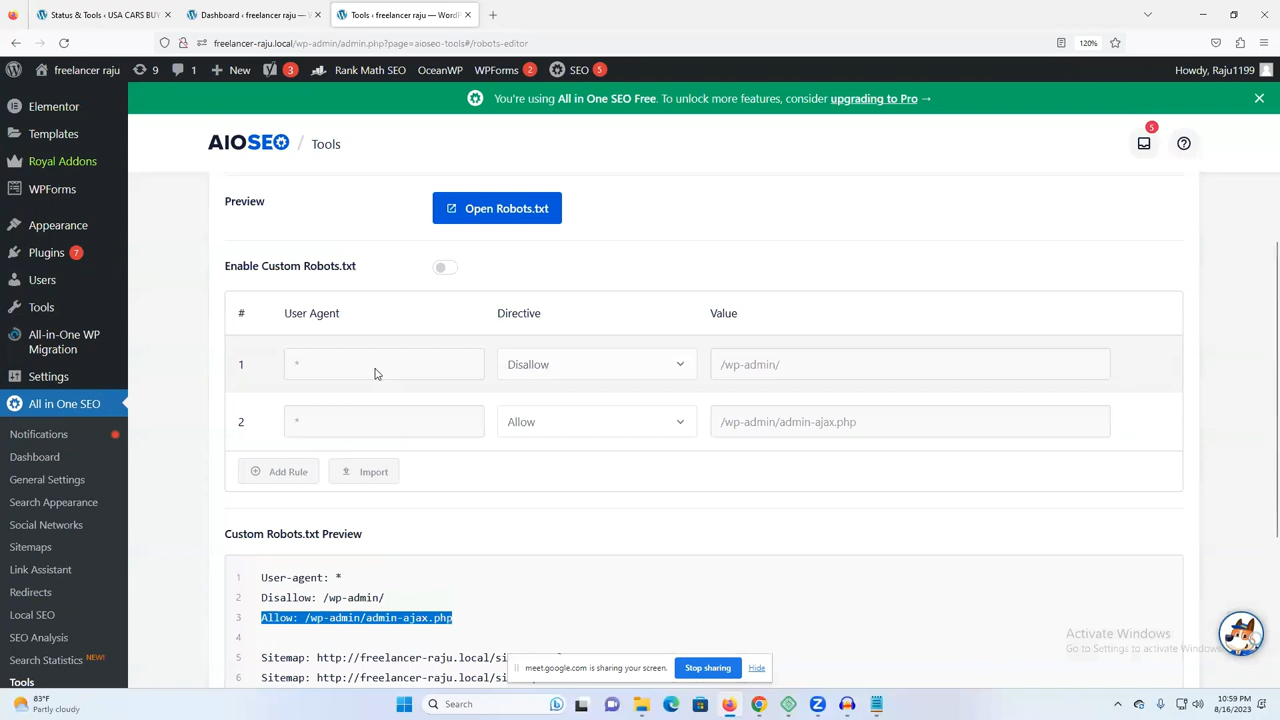 Status & Tools ‹ USA CARS BUY
Dashboard ‹ freelancer raju — W
Tools ‹ freelancer raju — WordP
freelancer-raju.local/wp-admin/admin.php?page=aioseo-tools#/robots-editor
120%
freelancer raju
9
1
New
3
Rank Math SEO
OceanWP
WPForms
2
SEO
5
Howdy, Raju1199
You're using All in One SEO Free. To unlock more features, consider upgrading to Pro →
Elementor
Templates
Royal Addons
WPForms
Appearance
Plugins 7
Users
Tools
All-in-One WP
Migration
Settings
All in One SEO
Notifications
Dashboard
General Settings
Search Appearance
Social Networks
Sitemaps
Link Assistant
Redirects
Local SEO
SEO Analysis
Search Statistics NEW!
Tools
AIOSEO / Tools
5
Preview
Open Robots.txt
Enable Custom Robots.txt
# User Agent Directive Value
1 * Disallow /wp-admin/
2 * Allow /wp-admin/admin-ajax.php
Add Rule Import
Custom Robots.txt Preview
1 User-agent: *
2 Disallow: /wp-admin/
3 Allow: /wp-admin/admin-ajax.php
4
5 Sitemap: http://freelancer-raju.local/si
6 Sitemap: http://freelancer-raju.local/si
meet.google.com is sharing your screen.
Stop sharing
Hide
Activate Windows
Go to Settings to activate Windows
83°F
Partly cloudy
Search
10:59 PM
8/16/2023